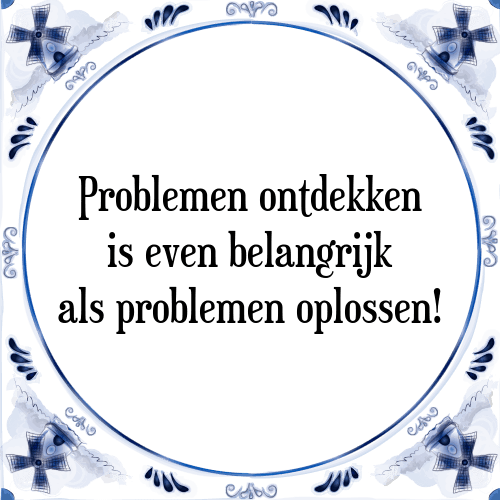 Problemen ontdekken
is even belangrijk
als problemen oplossen!